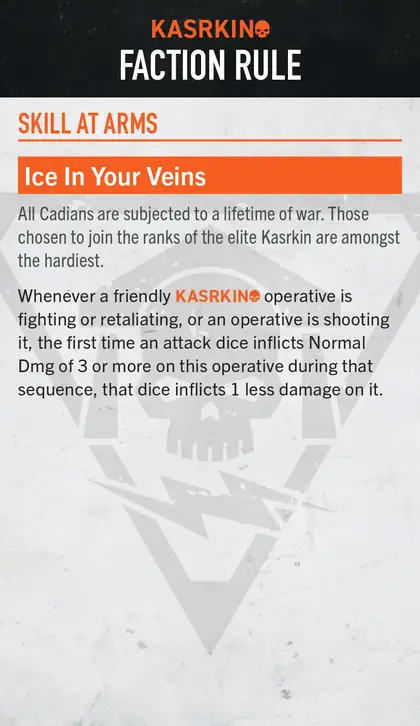 KASRKIN
FACTION RULE
SKILL AT ARMS
Ice In Your Veins
All Cadians are subjected to a lifetime of war. Those
chosen to join the ranks of the elite Kasrkin are amongst
the hardiest.
Whenever a friendly KASRKIN operative is
fighting or retaliating, or an operative is shooting
it, the first time an attack dice inflicts Normal
Dmg of 3 or more on this operative during that
sequence, that dice inflicts 1 less damage on it.